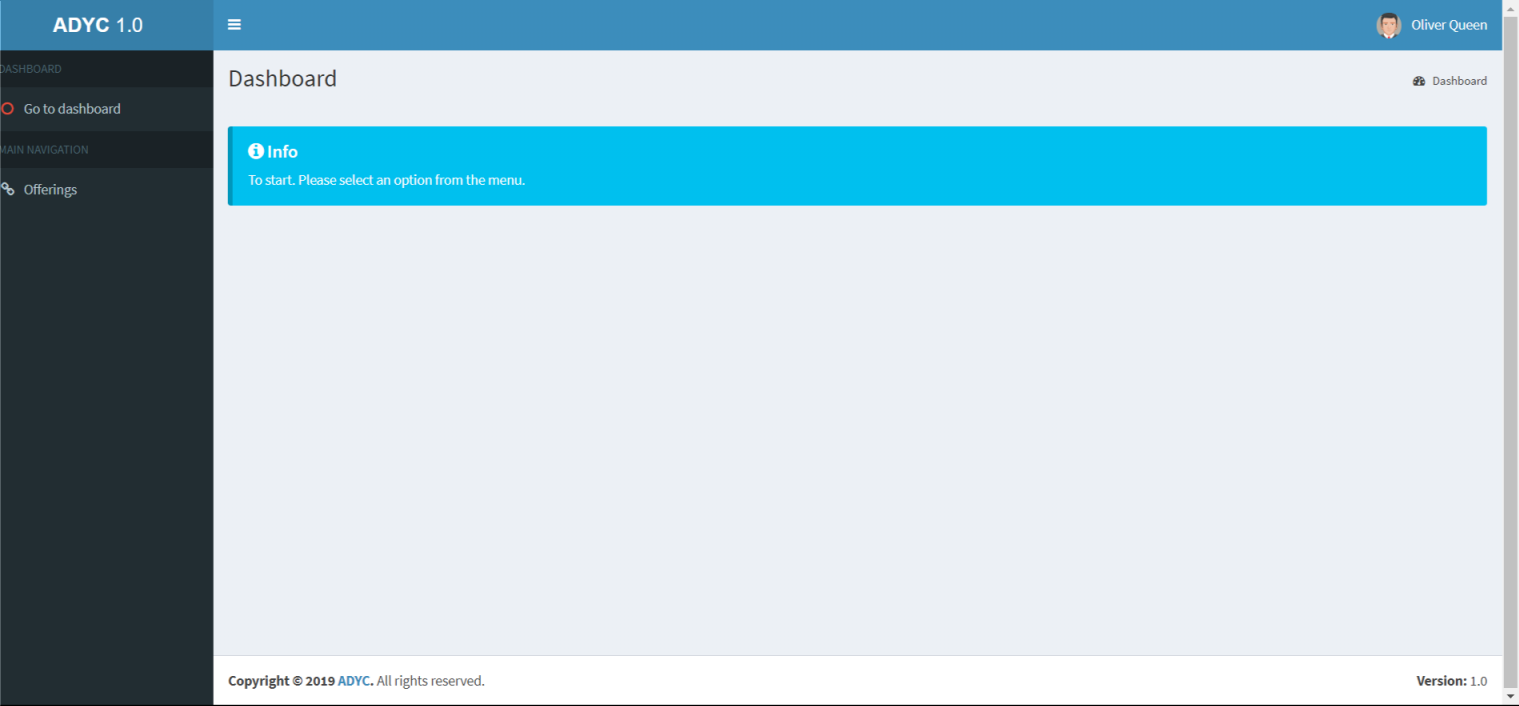 ADYC 1.0
Oliver Queen
DASHBOARD
Go to dashboard
MAIN NAVIGATION
Offerings
Dashboard
Dashboard
Info
To start. Please select an option from the menu.
Copyright © 2019 ADYC. All rights reserved.
Version: 1.0